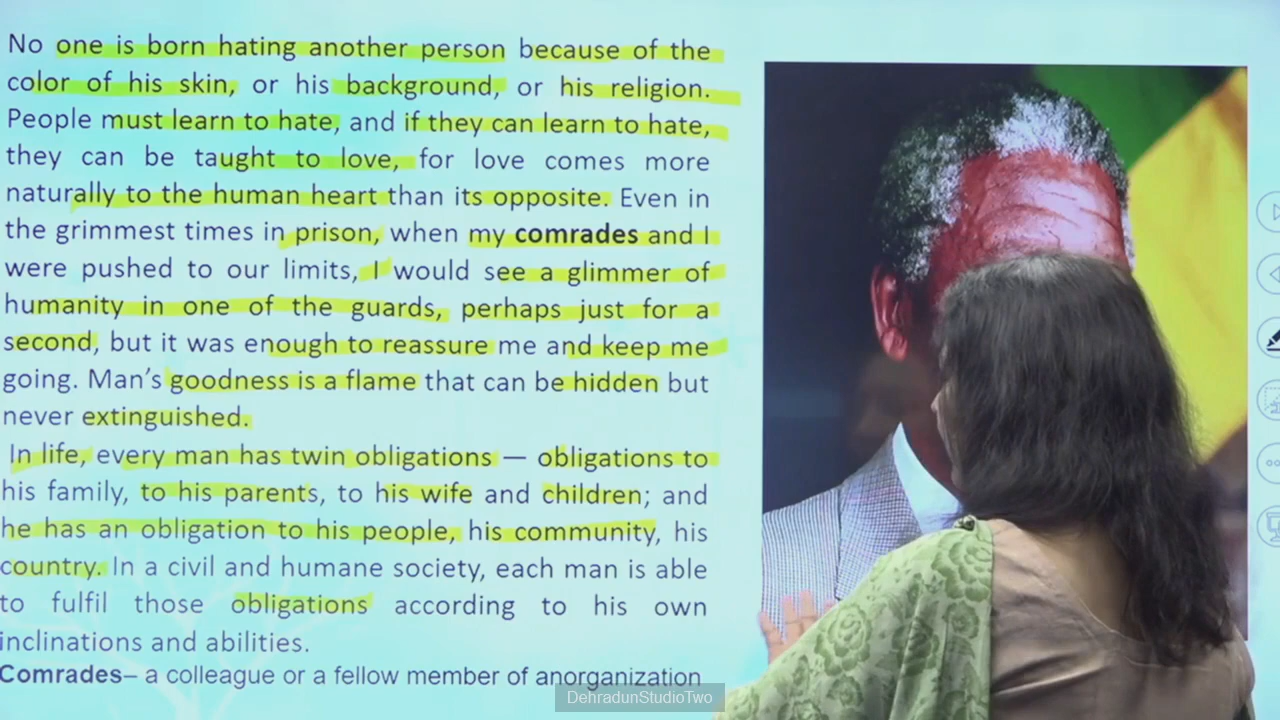 No one is born hating another person because of the
color of his skin, or his background, or his religion.
People must learn to hate, and if they can learn to hate,
they can be taught to love, for love comes more
naturally to the human heart than its opposite. Even in
the grimmest times in prison, when my comrades and I
were pushed to our limits, I would see a glimmer of
humanity in one of the guards, perhaps just for a
second, but it was enough to reassure me and keep me
going. Man’s goodness is a flame that can be hidden but
never extinguished.
In life, every man has twin obligations — obligations to
his family, to his parents, to his wife and children; and
he has an obligation to his people, his community, his
country. In a civil and humane society, each man is able
to fulfil those obligations according to his own
inclinations and abilities.
Comrades– a colleague or a fellow member of anorganization
DehradunStudioTwo